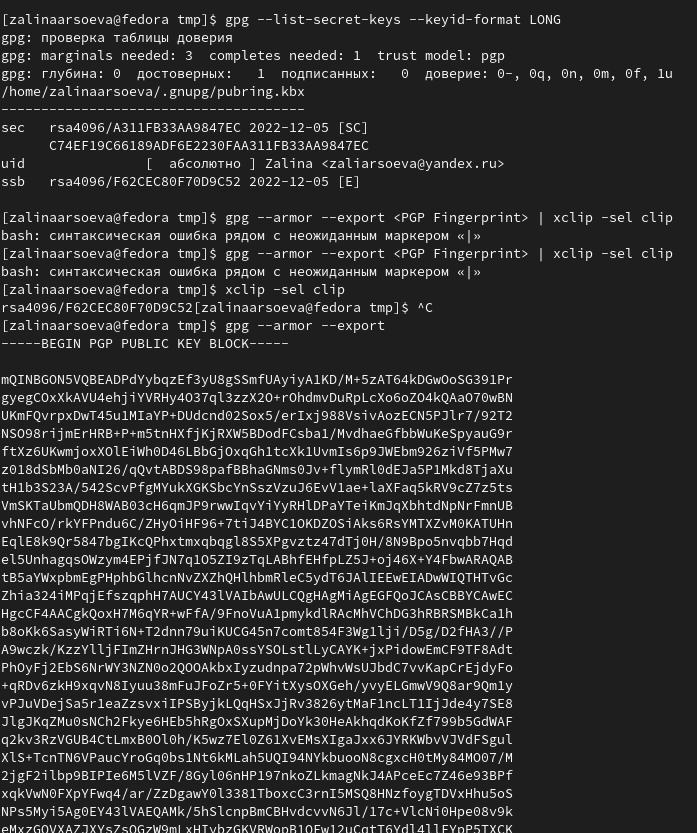 [zalinaarsoeva@fedora tmp]$ gpg --list-secret-keys --keyid-format LONG
gpg: проверка таблицы доверия
gpg: marginals needed: 3  completes needed: 1  trust model: pgp
gpg: глубина: 0  достоверных:   1  подписанных:   0  доверие: 0-, 0q, 0n, 0m, 0f, 1u
/home/zalinaarsoeva/.gnupg/pubring.kbx
--------------------------------------
sec   rsa4096/A311FB33AA9847EC 2022-12-05 [SC]
      C74EF19C66189ADF6E2230FAA311FB33AA9847EC
uid                 [  абсолютно ] Zalina <zaliarsoeva@yandex.ru>
ssb   rsa4096/F62CEC80F70D9C52 2022-12-05 [E]
[zalinaarsoeva@fedora tmp]$ gpg --armor --export <PGP Fingerprint> | xclip -sel clip
bash: синтаксическая ошибка рядом с неожиданным маркером «|»
[zalinaarsoeva@fedora tmp]$ gpg --armor --export <PGP Fingerprint> | xclip -sel clip
bash: синтаксическая ошибка рядом с неожиданным маркером «|»
[zalinaarsoeva@fedora tmp]$ xclip -sel clip
rsa4096/F62CEC80F70D9C52[zalinaarsoeva@fedora tmp]$ ^C
[zalinaarsoeva@fedora tmp]$ gpg --armor --export
-----BEGIN PGP PUBLIC KEY BLOCK-----
mQINBGON5VQBEADPdYybqzEf3yU8gSSmfUAyiyA1KD/M+5zAT64kDGwOoSG391Pr
gyegCOxXkAVU4ehjiYVRHy4O37ql3zzX2O+rOhdmvDuRpLcXo6oZO4kQAaO70wBN
UKmFQvrpxDwT45u1MIaYP+DUdcnd02Sox5/erIxj988VsivAozECN5PJlr7/92T2
NSO98rijmErHRB+P+m5tnHXfjKjRXW5BDodFCsba1/MvdhaeGfbbWuKeSpyauG9r
ftXz6UKwmjoxXOlEiWh0D46LBbGjOxqGh1tcXk1UvmIs6p9JWEbm926ziVf5PMw7
z018dSbMb0aNI26/qQvtABDS98pafBBhaGNms0Jv+flymRl0dEJa5P1Mkd8TjaXu
tH1b3S23A/542ScvPfgMYukXGKSbcYnSszVzuJ6EvV1ae+laXFaq5kRV9cZ7z5ts
VmSKTaUbmQDH8WAB03cH6qmJP9rwwIqvYiYyRHlDPaYTeiKmJqXbhtdNpNrFmnUB
vhNFcO/rkYFPndu6C/ZHyOiHF96+7tiJ4BYC1OKDZOSiAks6RsYMTXZvM0KATUHn
EqlE8k9Qr5847bgIKcQPhxtmxqbqgl8S5XPgvztz47dTj0H/8N9Bpo5nvqbb7Hqd
el5UnhagqsOWzym4EPjfJN7q1O5ZI9zTqLABhfEHfpLZ5J+oj46X+Y4FbwARAQAB
tB5aYWxpbmEgPHphbGlhcnNvZXZhQHlhbmRleC5ydT6JAlIEEwEIADwWIQTHTvGc
Zhia324iMPqjEfszqphH7AUCY43lVAIbAwULCQgHAgMiAgEGFQoJCAsCBBYCAwEC
HgcCF4AACgkQoxH7M6qYR+wFfA/9FnoVuA1pmykdlRAcMhVChDG3hRBRSMBkCa1h
b8oKk6SasyWiRTi6N+T2dnn79uiKUCG45n7comt854F3Wg1lji/D5g/D2fHA3//P
A9wczk/KzzYlljFImZHrnJHG3WNpA0ssYSOLstlLyCAYK+jxPidowEmCF9TF8Adt
PhOyFj2EbS6NrWY3NZN0o2QOOAkbxIyzudnpa72pWhvWsUJbdC7vvKapCrEjdyFo
+qRDv6zkH9xqvN8Iyuu38mFuJFoZr5+0FYitXysOXGeh/yvyELGmwV9Q8ar9Qm1y
vPJuVDejSa5r1eaZzsvxiIPSByjkLQqHSxJjRv3826ytMaF1ncLT1IjJde4y7SE8
JlgJKqZMu0sNCh2Fkye6HEb5hRgOxSXupMjDoYk30HeAkhqdKoKfZf799b5GdWAF
q2kv3RzVGUB4CtLmxB0Ol0h/K5wz7El0Z61XvEMsXIgaJxx6JYRKWbvVJVdFSgul
XlS+TcnTN6VPaucYroGq0bs1Nt6kMLah5UQI94NYkbuooN8cgxcH0tMy84MO07/M
2jgF2ilbp9BIPIe6M5lVZF/8Gyl06nHP197nkoZLkmagNkJ4APceEc7Z46e93BPf
xqkVwN0FXpYFwq4/ar/ZzDgawY0l3381TboxcC3rnI5MSQ8HNzfoygTDVxHhu5oS
NPs5Myi5Ag0EY43lVAEQAMk/5hSlcnpBmCBHvdcvvN6Jl/17c+VlcNi0Hpe08v9k